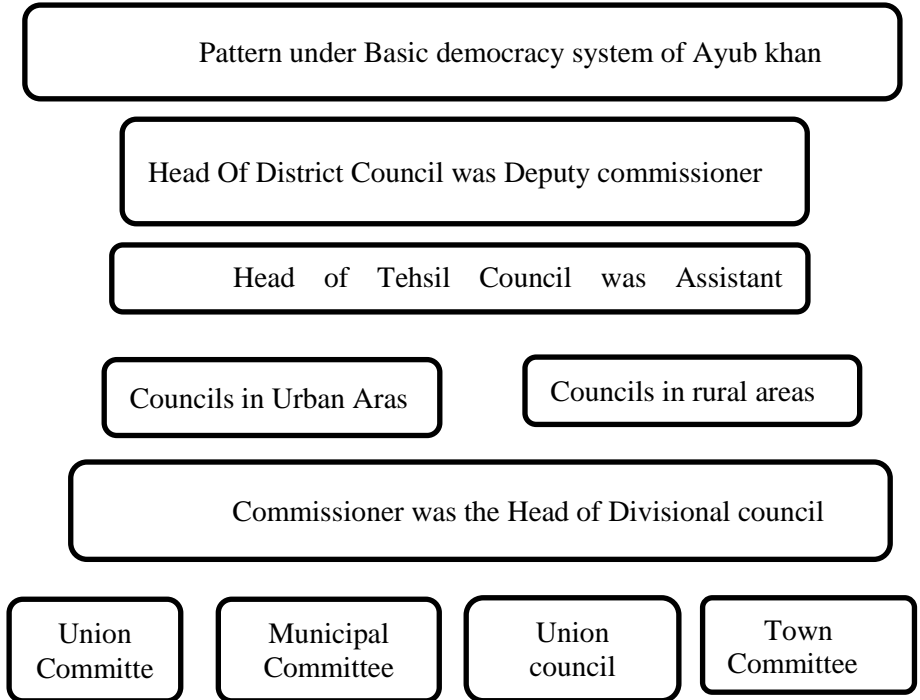 Pattern under Basic democracy system of Ayub khan
Head Of District Council was Deputy commissioner
Head of Tehsil Council was Assistant
Councils in Urban Aras
Councils in rural areas
Commissioner was the Head of Divisional council
Union
Committe
Municipal
Committee
Union
council
Town
Committee